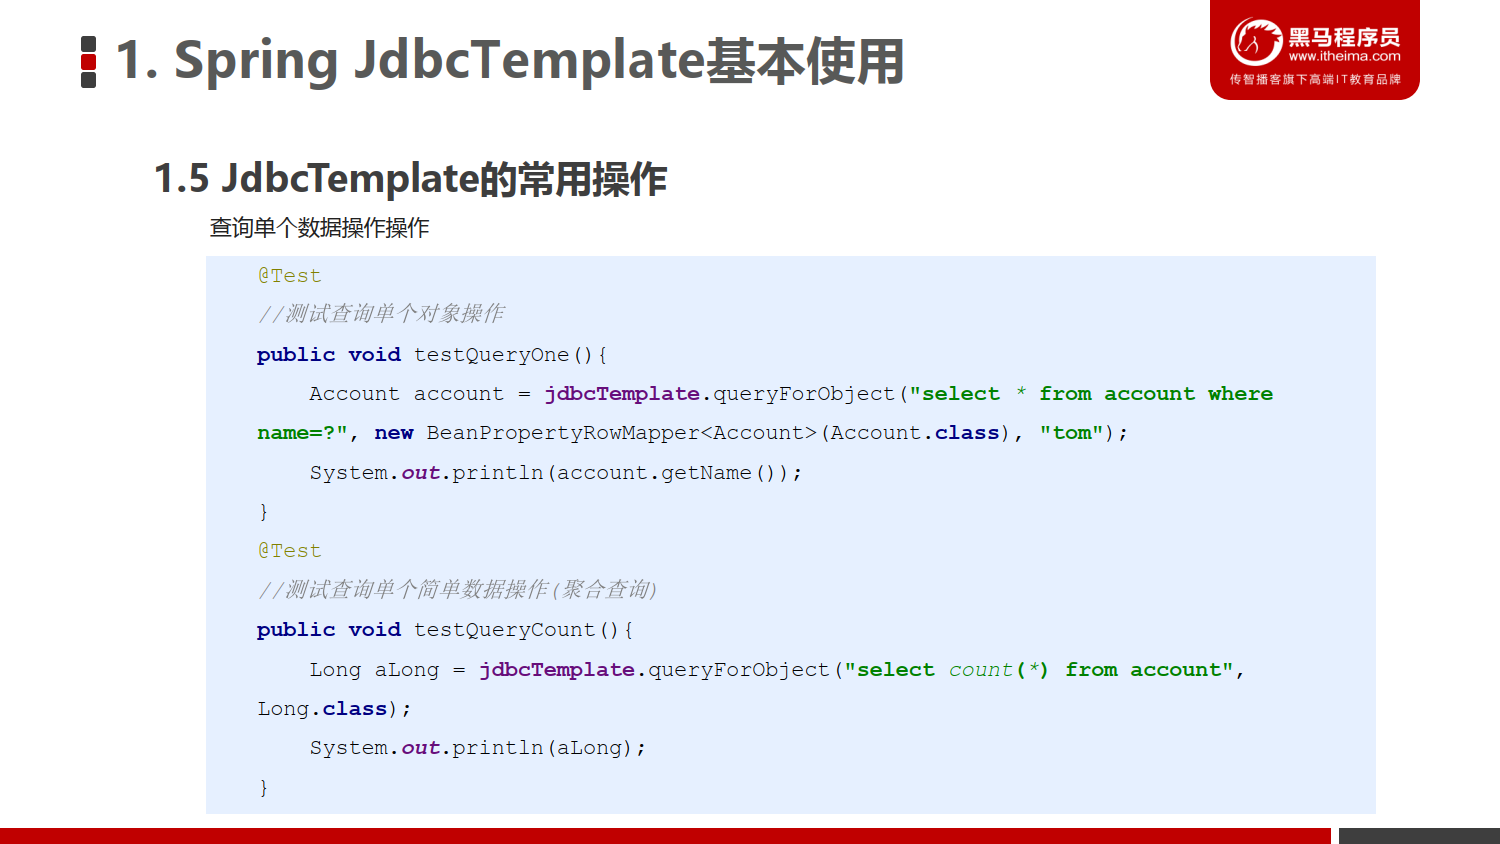 1. Spring JdbcTemplate基本使用
黑马程序员
www.itheima.com
传智播客旗下高端IT教育品牌
1.5 JdbcTemplate的常用操作
查询单个数据操作操作
@Test
//测试查询单个对象操作
public void testQueryOne(){
    Account account = jdbcTemplate.queryForObject("select * from account where
name=?", new BeanPropertyRowMapper<Account>(Account.class), "tom");
    System.out.println(account.getName());
}
@Test
//测试查询单个简单数据操作(聚合查询)
public void testQueryCount(){
    Long aLong = jdbcTemplate.queryForObject("select count(*) from account",
Long.class);
    System.out.println(aLong);
}